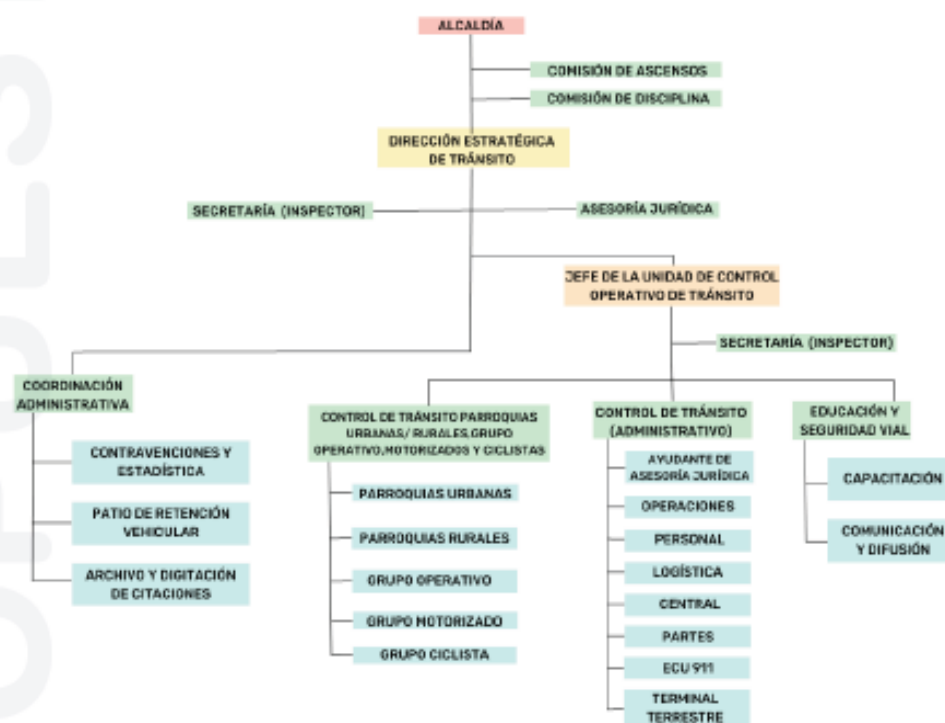 ALCALDÍA
COMISIÓN DE ASCENSOS
COMISIÓN DE DISCIPLINA
DIRECCIÓN ESTRATÉGICA
DE TRÁNSITO
SECRETARÍA (INSPECTOR)
ASESORÍA JURÍDICA
JEFE DE LA UNIDAD DE CONTROL
OPERATIVO DE TRÁNSITO
SECRETARÍA (INSPECTOR)
COORDINACIÓN
ADMINISTRATIVA
CONTRAVENCIONES Y
ESTADÍSTICA
PATIO DE RETENCIÓN
VEHICULAR
ARCHIVO Y DIGITACIÓN
DE CITACIONES
CONTROL DE TRÁNSITO PARROQUIAS
URBANAS/ RURALES,GRUPO
OPERATIVO,MOTORIZADOS Y CICLISTAS
PARROQUIAS URBANAS
PARROQUIAS RURALES
GRUPO OPERATIVO
GRUPO MOTORIZADO
GRUPO CICLISTA
CONTROL DE TRÁNSITO
(ADMINISTRATIVO)
AYUDANTE DE
ASESORÍA JURÍDICA
OPERACIONES
PERSONAL
LOGÍSTICA
CENTRAL
PARTES
ECU 911
TERMINAL
TERRESTRE
EDUCACIÓN Y
SEGURIDAD VIAL
CAPACITACIÓN
COMUNICACIÓN
Y DIFUSIÓN